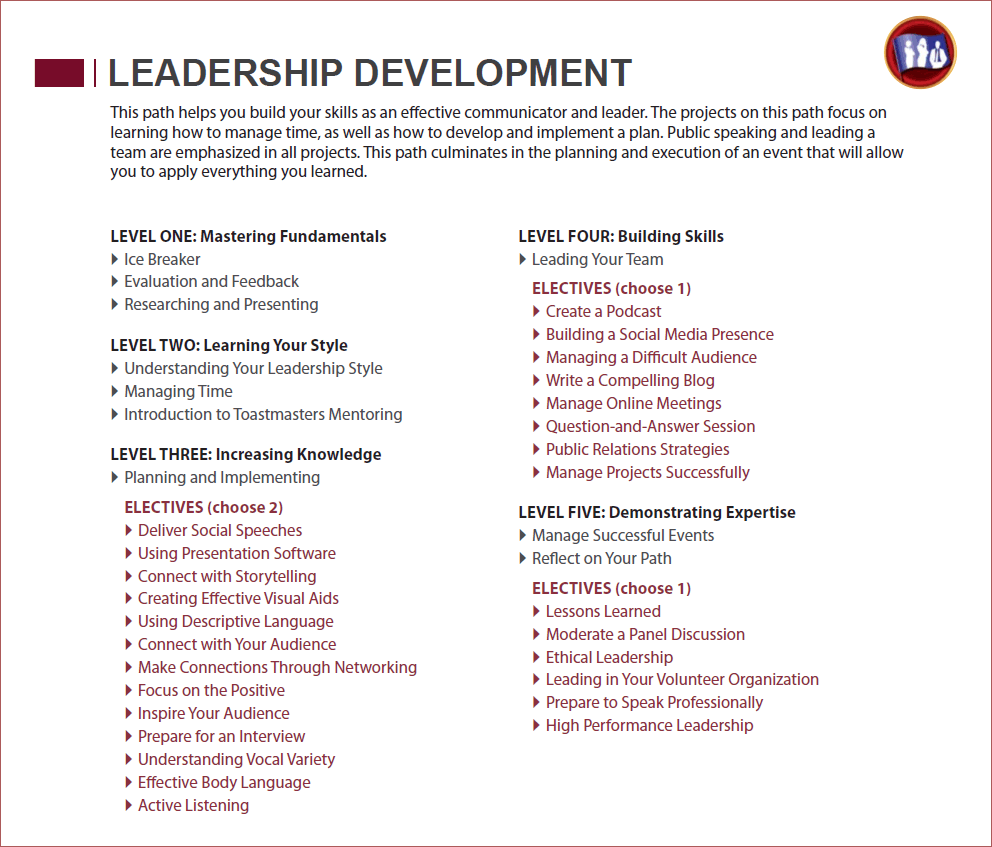 LEADERSHIP DEVELOPMENT
This path helps you build your skills as an effective communicator and leader. The projects on this path focus on
learning how to manage time, as well as how to develop and implement a plan. Public speaking and leading a
team are emphasized in all projects. This path culminates in the planning and execution of an event that will allow
you to apply everything you learned.
LEVEL ONE: Mastering Fundamentals
Ice Breaker
Evaluation and Feedback
Researching and Presenting
LEVEL TWO: Learning Your Style
Understanding Your Leadership Style
Managing Time
Introduction to Toastmasters Mentoring
LEVEL THREE: Increasing Knowledge
Planning and Implementing
ELECTIVES (choose 2)
Deliver Social Speeches
Using Presentation Software
Connect with Storytelling
Creating Effective Visual Aids
Using Descriptive Language
Connect with Your Audience
Make Connections Through Networking
Focus on the Positive
Inspire Your Audience
Prepare for an Interview
Understanding Vocal Variety
Effective Body Language
Active Listening
LEVEL FOUR: Building Skills
Leading Your Team
ELECTIVES (choose 1)
Create a Podcast
Building a Social Media Presence
Managing a Difficult Audience
Write a Compelling Blog
Manage Online Meetings
Question-and-Answer Session
Public Relations Strategies
Manage Projects Successfully
LEVEL FIVE: Demonstrating Expertise
Manage Successful Events
Reflect on Your Path
ELECTIVES (choose 1)
Lessons Learned
Moderate a Panel Discussion
Ethical Leadership
Leading in Your Volunteer Organization
Prepare to Speak Professionally
High Performance Leadership